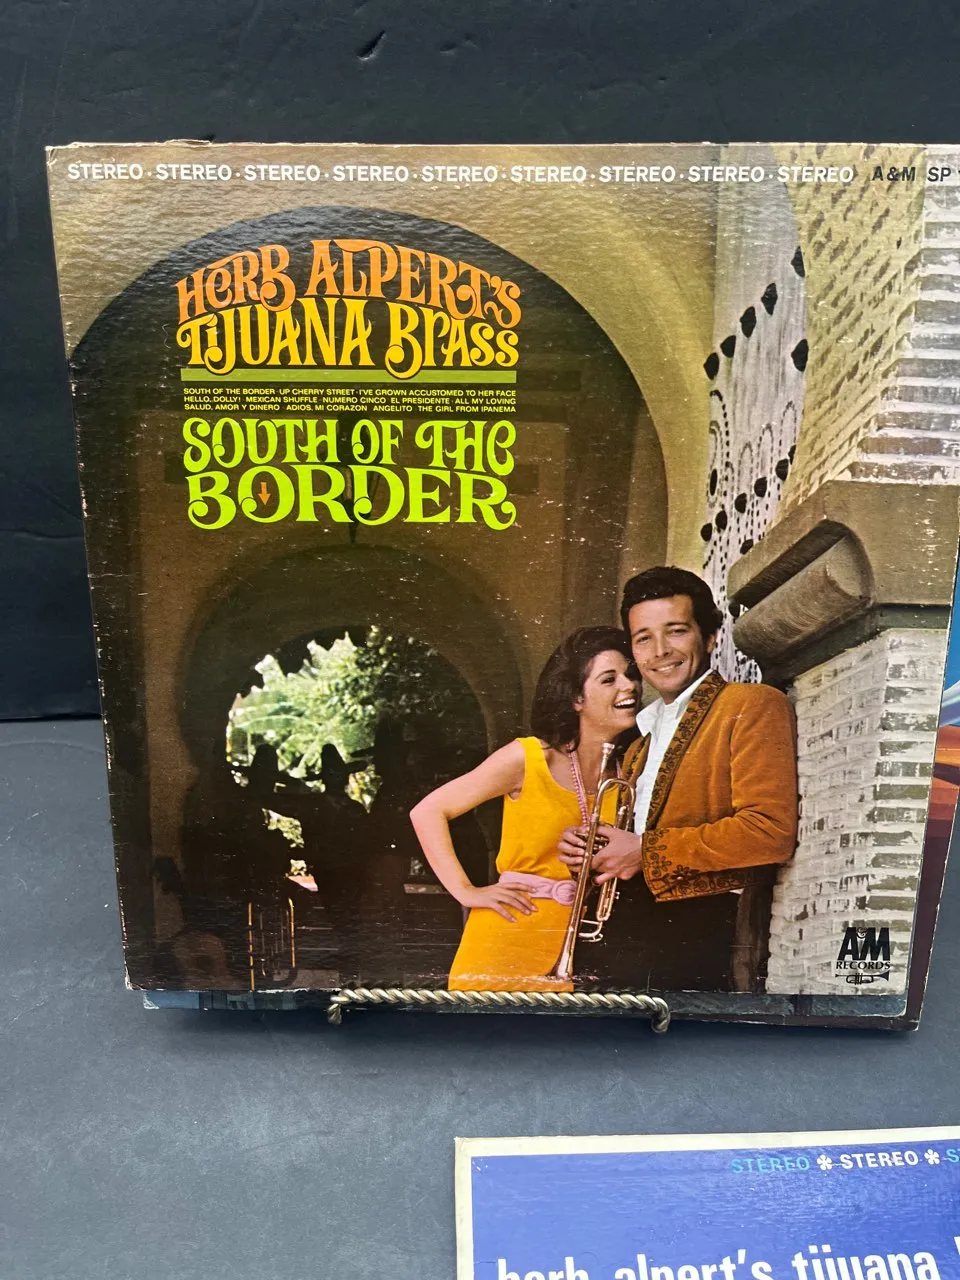 STEREO · STEREO · STEREO · STEREO · STEREO · STEREO · STEREO · STEREO · STEREO A&M SP
HERB ALPERT'S
TIJUANA BRASS
SOUTH OF THE BORDER · UP CHERRY STREET · I'VE GROWN ACCUSTOMED TO HER FACE
HELLO, DOLLY! · MEXICAN SHUFFLE · NUMERO CINCO · EL PRESIDENTE · ALL MY LOVING
SALUD, AMOR Y DINERO · ADIOS, MI CORAZON · ANGELITO · THE GIRL FROM IPANEMA
SOUTH OF THE
BORDER
A&M
RECORDS
STEREO * STEREO *
herb alpert's tijuana